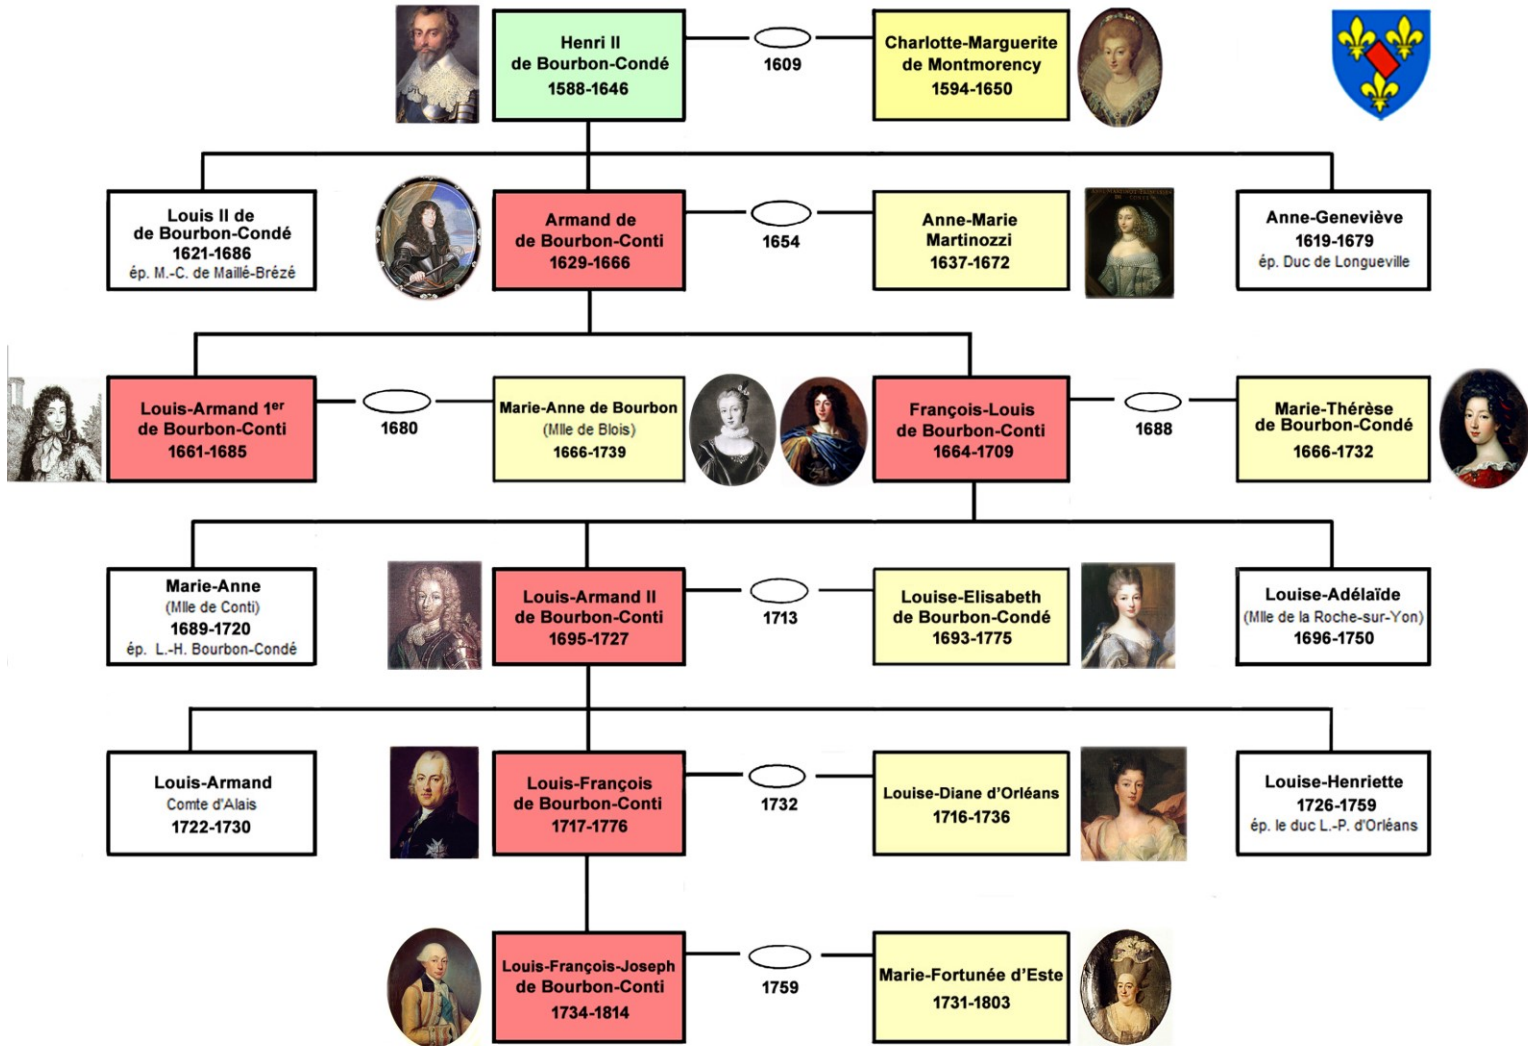 Henri II
de Bourbon-Condé
1588-1646
1609
Charlotte-Marguerite
de Montmorency
1594-1650
Louis II de
de Bourbon-Condé
1621-1686
ép. M.-C. de Maillé-Brézé
Armand de
de Bourbon-Conti
1629-1666
1654
Anne-Marie
Martinozzi
1637-1672
Anne-Geneviève
1619-1679
ép. Duc de Longueville
Louis-Armand 1er
de Bourbon-Conti
1661-1685
1680
Marie-Anne de Bourbon
(Mlle de Blois)
1666-1739
François-Louis
de Bourbon-Conti
1664-1709
1688
Marie-Thérèse
de Bourbon-Condé
1666-1732
Marie-Anne
(Mlle de Conti)
1689-1720
ép. L.-H. Bourbon-Condé
Louis-Armand II
de Bourbon-Conti
1695-1727
1713
Louise-Elisabeth
de Bourbon-Condé
1693-1775
Louise-Adélaïde
(Mlle de la Roche-sur-Yon)
1696-1750
Louis-Armand
Comte d'Alais
1722-1730
Louis-François
de Bourbon-Conti
1717-1776
1732
Louise-Diane d'Orléans
1716-1736
Louise-Henriette
1726-1759
ép. le duc L.-P. d'Orléans
Louis-François-Joseph
de Bourbon-Conti
1734-1814
1759
Marie-Fortunée d'Este
1731-1803